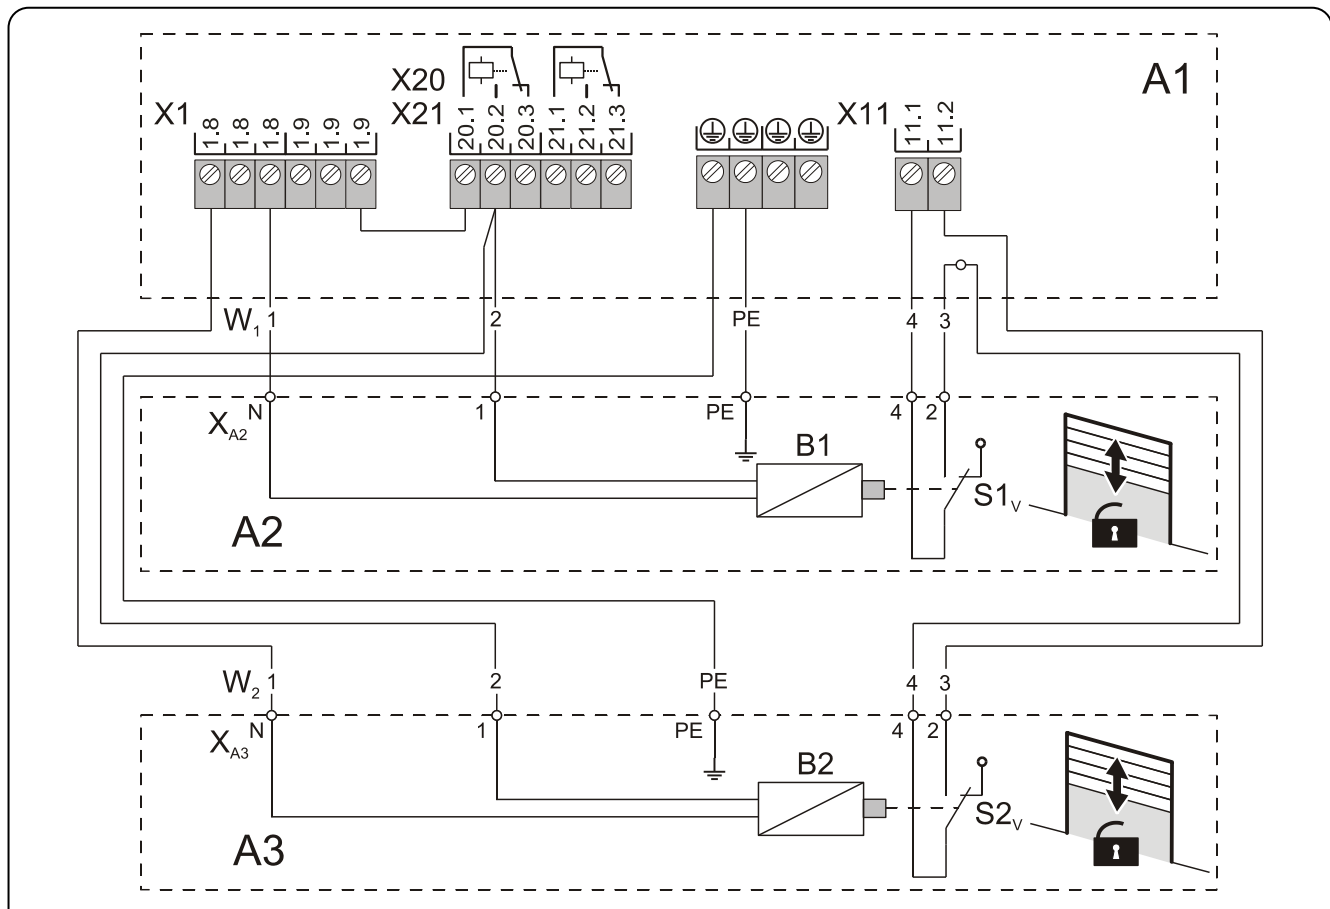 A1
X20
X1 1.8 1.8 1.8 1.9 1.9 1.9
X21 20.1 20.2 20.3 21.1 21.2 21.3
X11 11.1 11.2
W1 1 2 PE 4 3
XA2 N 1 PE 4 2
B1
S1V
A2
W2 1 2 PE 4 3
XA3 N 1 PE 4 2
B2
S2V
A3